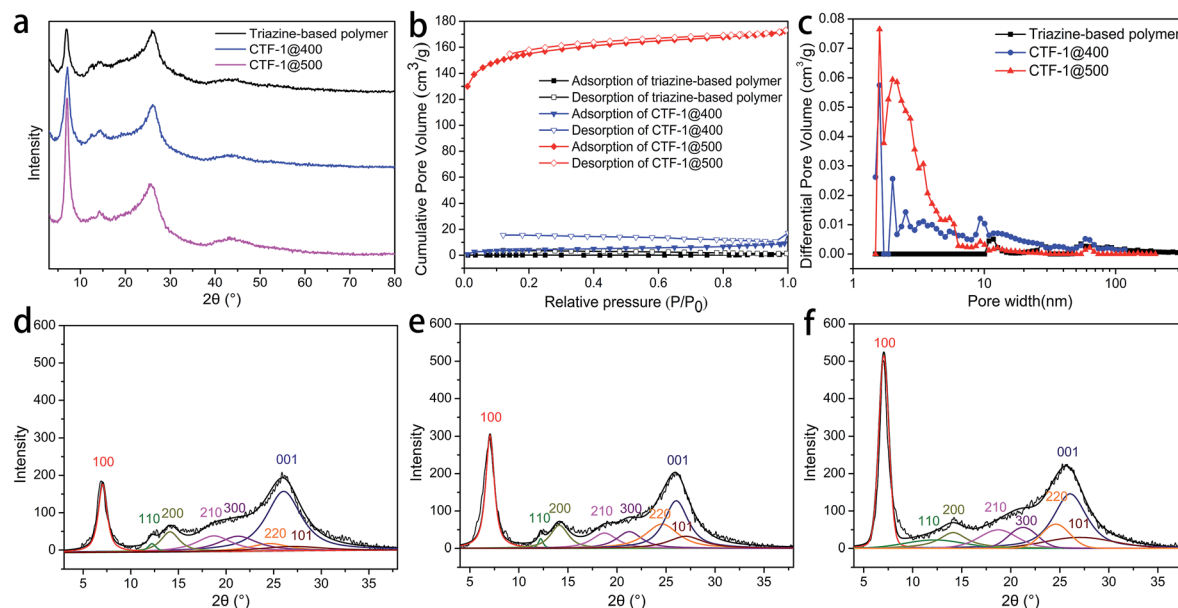 a
Triazine-based polymer
CTF-1@400
CTF-1@500
Intensity
10 20 30 40 50 60 70 80
2θ (°)
b
180
160
140
120
100
80
60
40
20
0
Cumulative Pore Volume (cm³/g)
Adsorption of triazine-based polymer
Desorption of triazine-based polymer
Adsorption of CTF-1@400
Desorption of CTF-1@400
Adsorption of CTF-1@500
Desorption of CTF-1@500
0.0 0.2 0.4 0.6 0.8 1.0
Relative pressure (P/P₀)
c
0.08
0.07
0.06
0.05
0.04
0.03
0.02
0.01
0.00
Differential Pore Volume (cm³/g)
Triazine-based polymer
CTF-1@400
CTF-1@500
1 10 100
Pore width(nm)
d
600
500
400
300
200
100
0
Intensity
100
110
200
210
300
001
220
101
5 10 15 20 25 30 35
2θ (°)
e
600
500
400
300
200
100
0
Intensity
100
110
200
210
300
220
001
101
5 10 15 20 25 30 35
2θ (°)
f
600
500
400
300
200
100
0
Intensity
100
110
200
210
300
220
001
101
5 10 15 20 25 30 35
2θ (°)